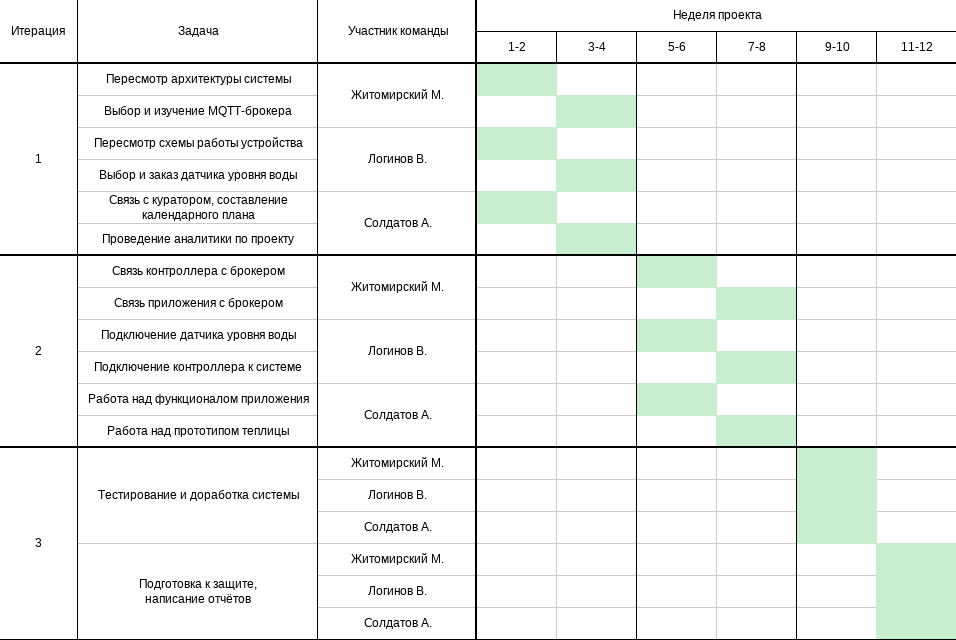 Итерация
Задача
Участник команды
Неделя проекта
1-2
3-4
5-6
7-8
9-10
11-12
1
Пересмотр архитектуры системы
Житомирский М.
Выбор и изучение MQTT-брокера
Пересмотр схемы работы устройства
Логинов В.
Выбор и заказ датчика уровня воды
Связь с куратором, составление
календарного плана
Солдатов А.
Проведение аналитики по проекту
2
Связь контроллера с брокером
Житомирский М.
Связь приложения с брокером
Подключение датчика уровня воды
Логинов В.
Подключение контроллера к системе
Работа над функционалом приложения
Солдатов А.
Работа над прототипом теплицы
3
Тестирование и доработка системы
Житомирский М.
Логинов В.
Солдатов А.
Подготовка к защите,
написание отчётов
Житомирский М.
Логинов В.
Солдатов А.